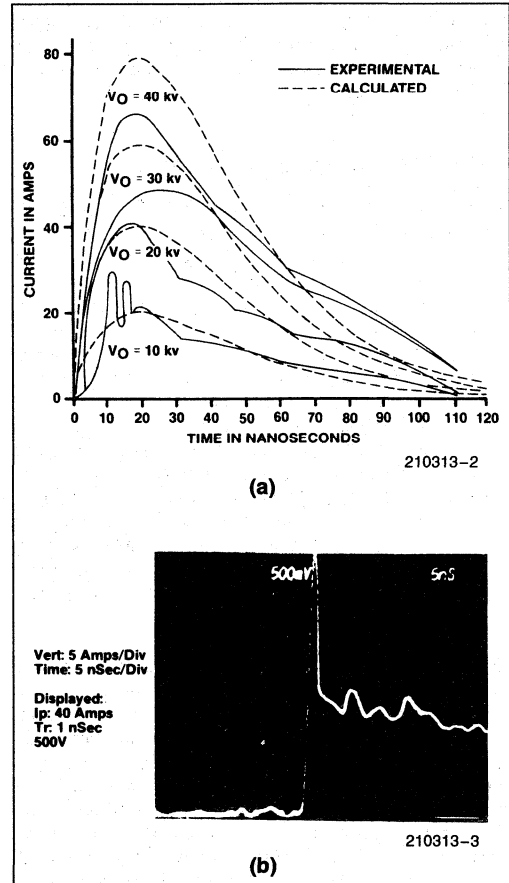 80
60
40
20
0
CURRENT IN AMPS
EXPERIMENTAL
CALCULATED
VO = 40 kv
VO = 30 kv
VO = 20 kv
VO = 10 kv
0 10 20 30 40 50 60 70 80 90 100 110 120
TIME IN NANOSECONDS
210313–2
(a)
500mV 5nS
Vert: 5 Amps/Div
Time: 5 nSec/Div
Displayed:
Ip: 40 Amps
Tr: 1 nSec
500V
210313–3
(b)